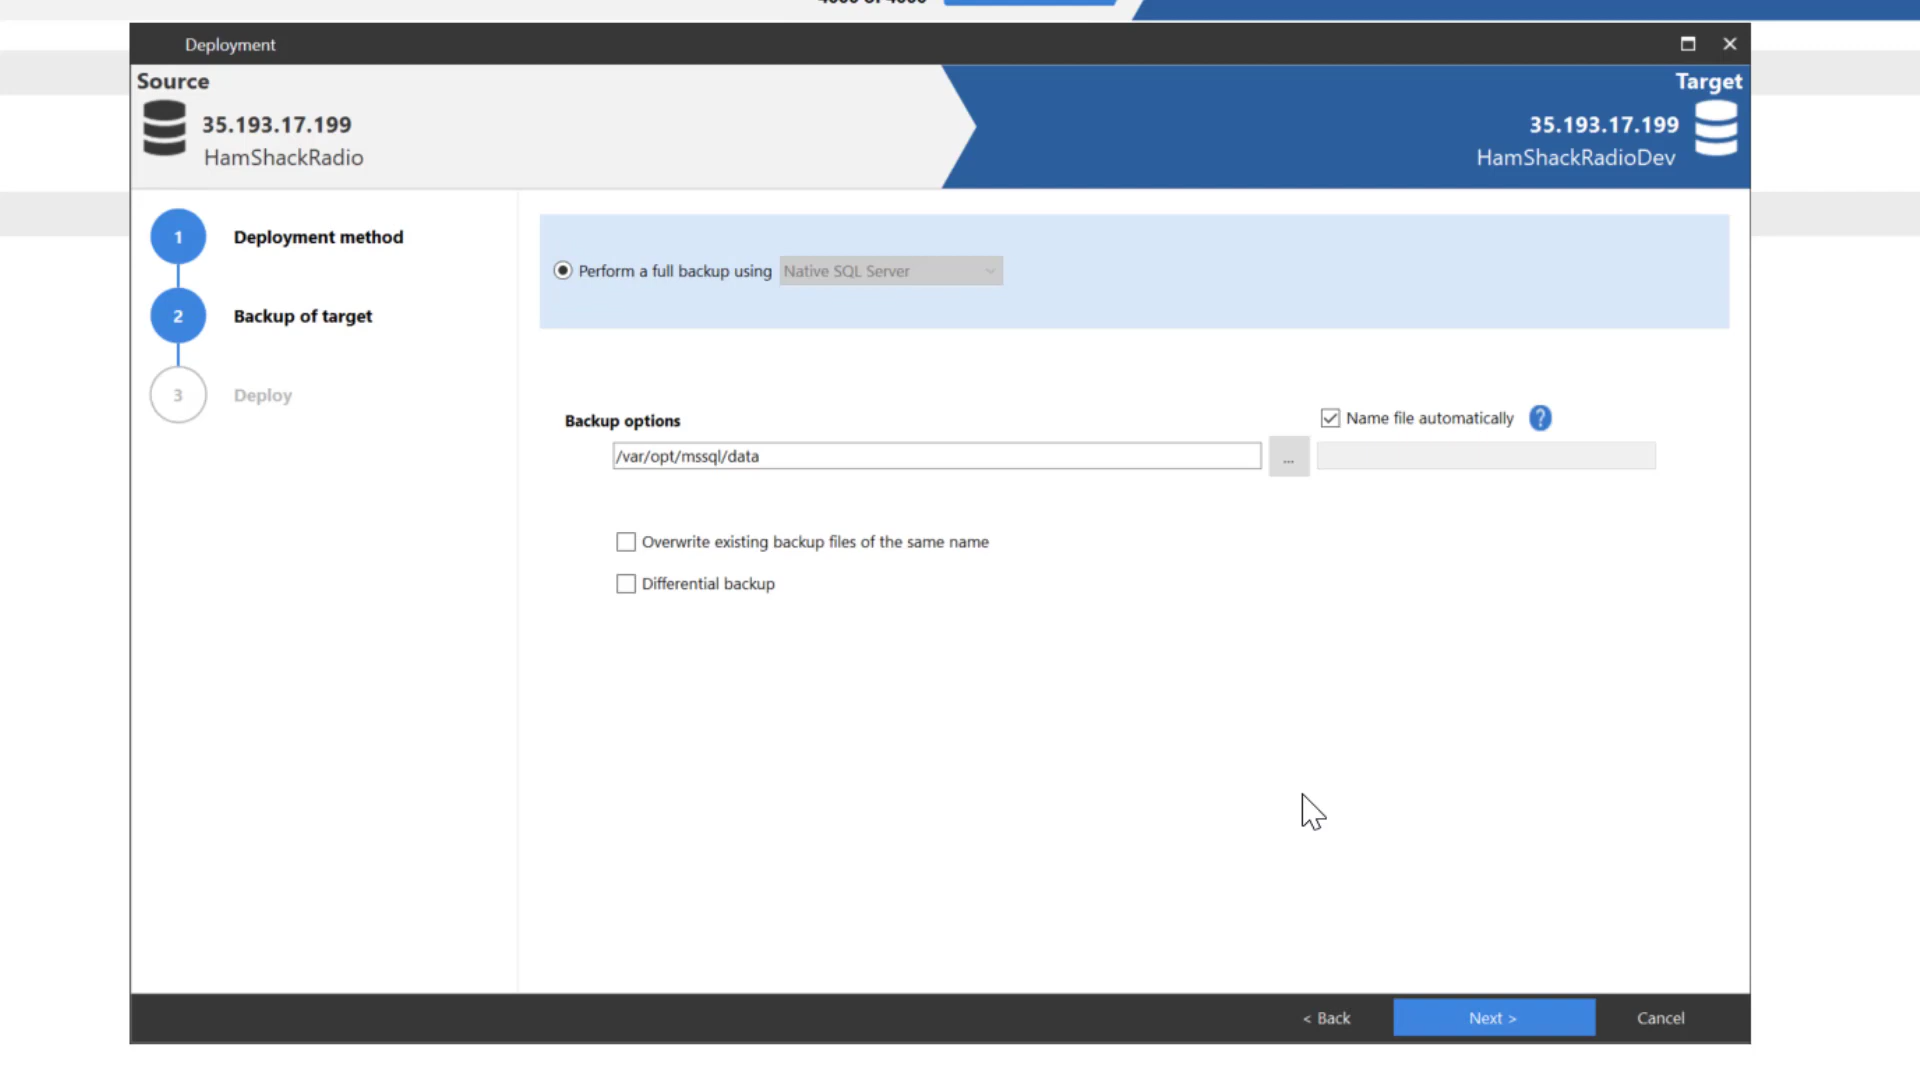 Deployment
Source
Target
35.193.17.199
HamShackRadio
35.193.17.199
HamShackRadioDev
1 Deployment method
2 Backup of target
3 Deploy
Perform a full backup using Native SQL Server
Backup options
Name file automatically ?
/var/opt/mssql/data
...
Overwrite existing backup files of the same name
Differential backup
< Back
Next >
Cancel